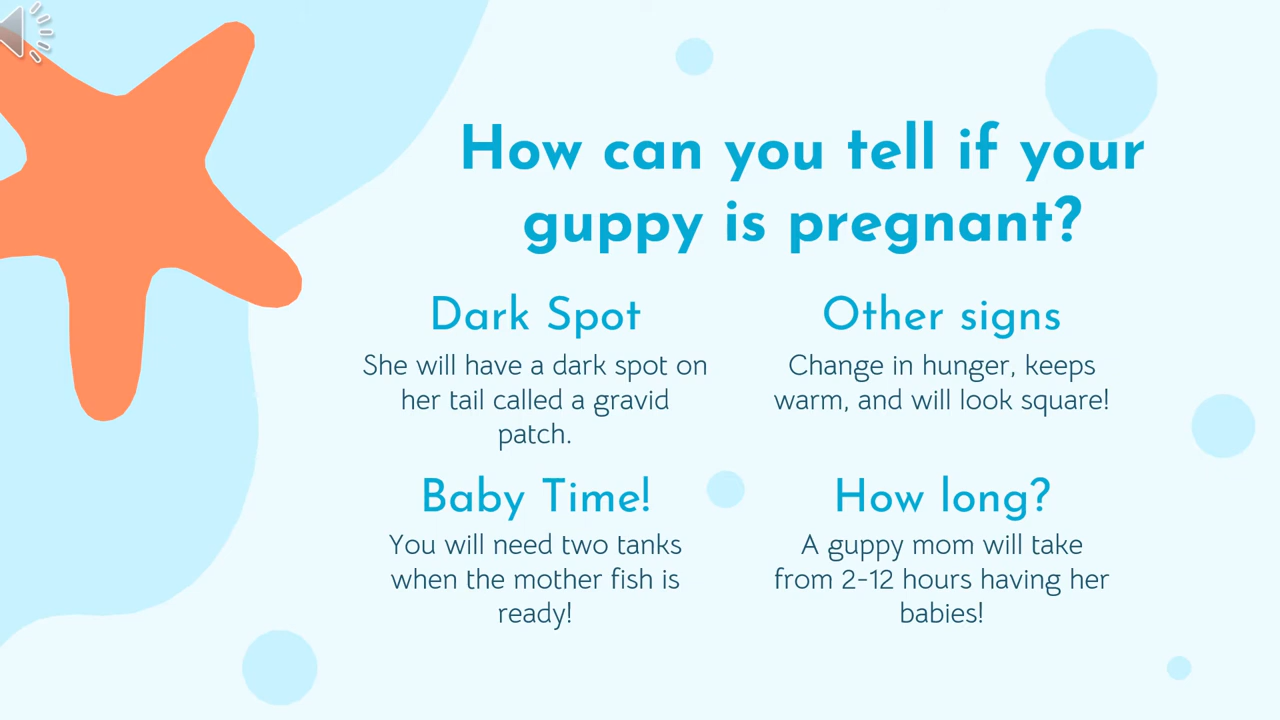 How can you tell if your
guppy is pregnant?
Dark Spot
She will have a dark spot on
her tail called a gravid
patch.
Other signs
Change in hunger, keeps
warm, and will look square!
Baby Time!
You will need two tanks
when the mother fish is
ready!
How long?
A guppy mom will take
from 2-12 hours having her
babies!